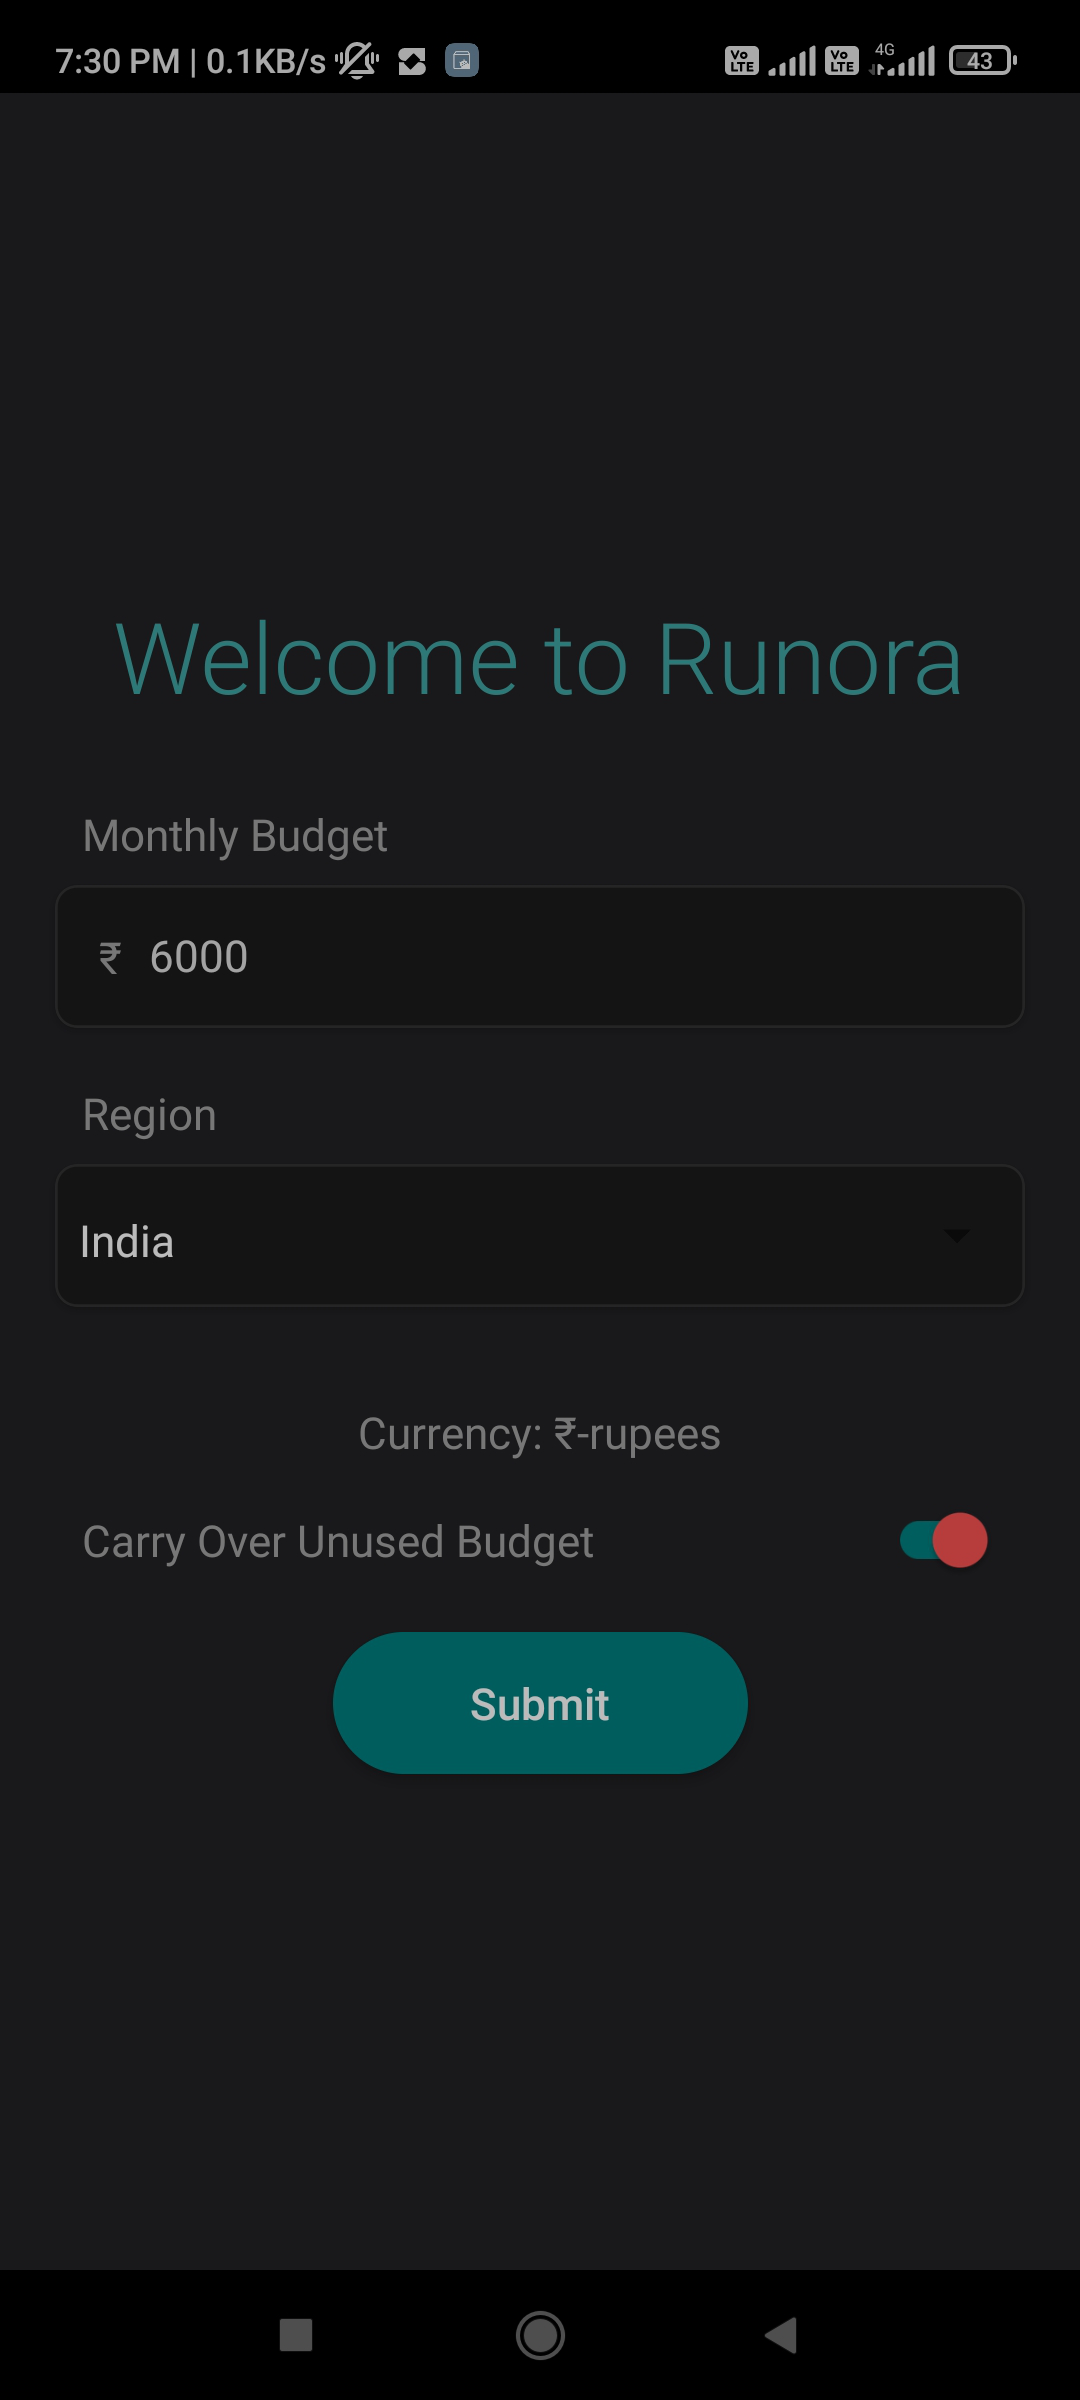 7:30 PM | 0.1KB/s Vo LTE Vo LTE 4G 43
Welcome to Runora
Monthly Budget
₹ 6000
Region
India
Currency: ₹-rupees
Carry Over Unused Budget
Submit